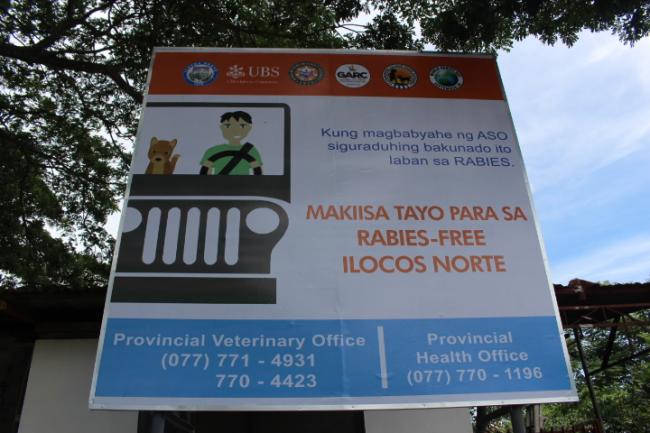 UBS
GARC
Kung magbabyahe ng ASO
siguraduhing bakunado ito
laban sa RABIES.
MAKIISA TAYO PARA SA
RABIES-FREE
ILOCOS NORTE
Provincial Veterinary Office
(077) 771 - 4931
770 - 4423
Provincial
Health Office
(077) 770 - 1196